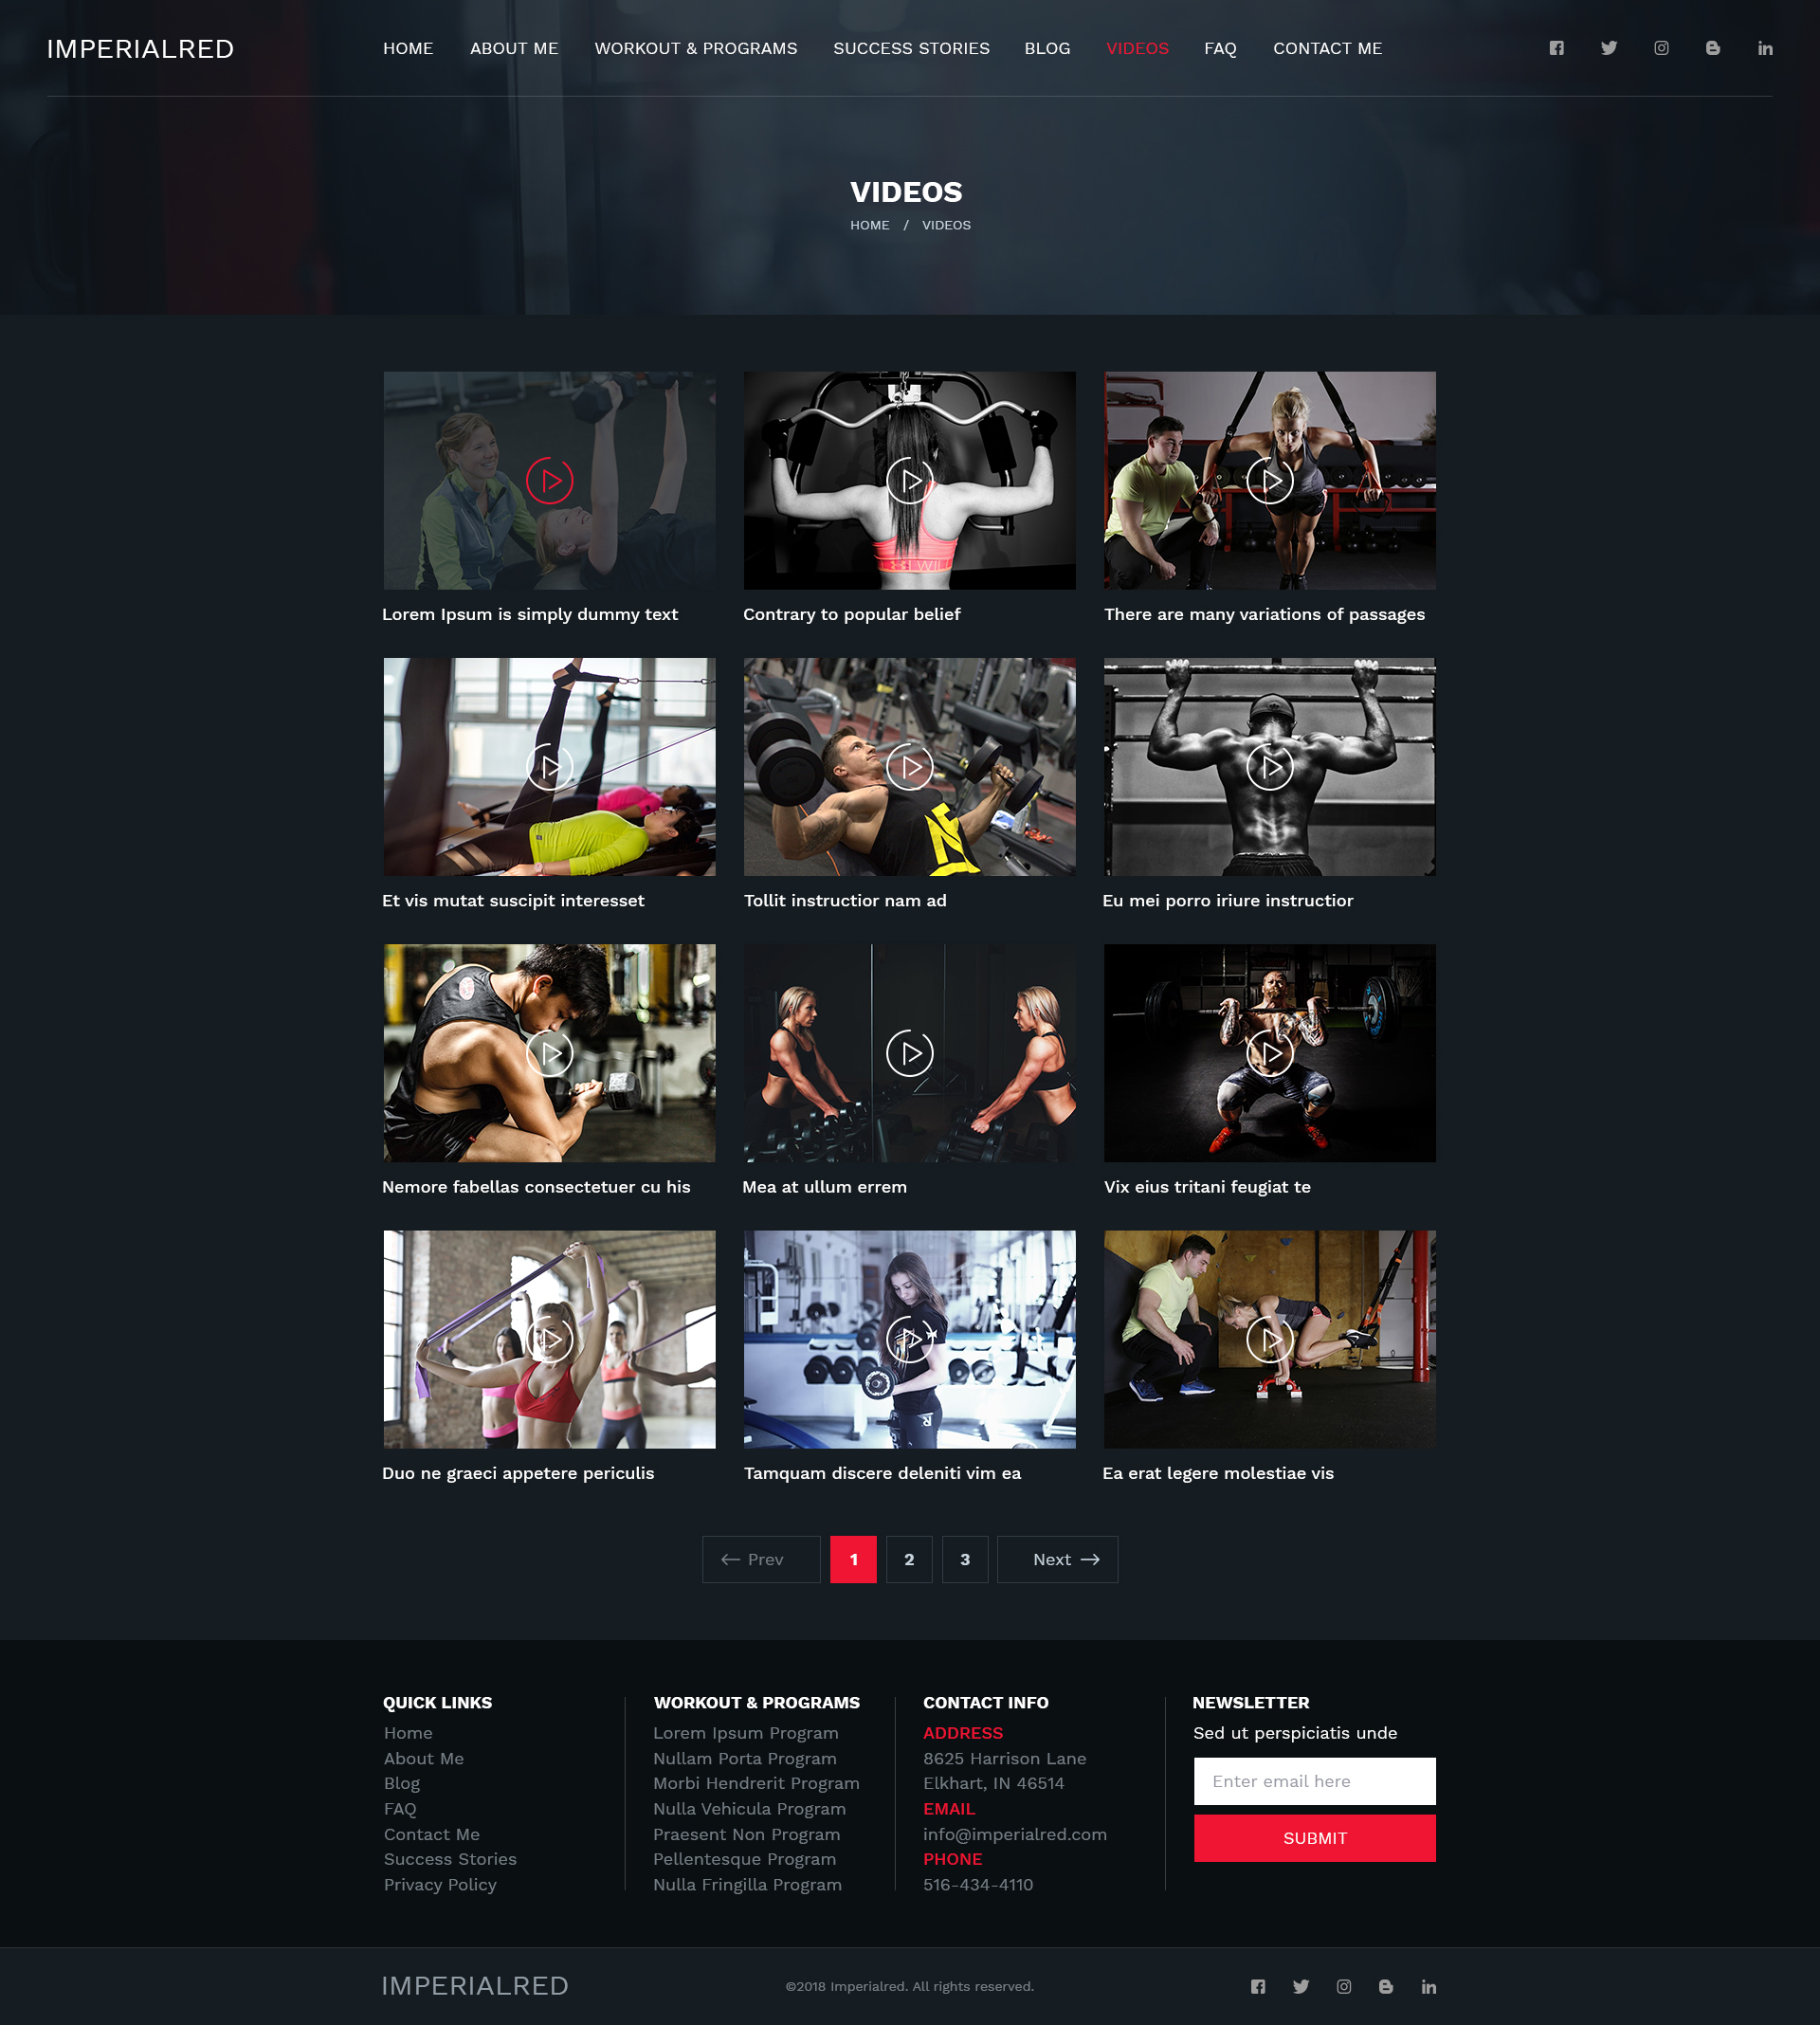 IMPERIALRED
HOME ABOUT ME WORKOUT & PROGRAMS SUCCESS STORIES BLOG VIDEOS FAQ CONTACT ME
VIDEOS
HOME / VIDEOS
WILL
Lorem Ipsum is simply dummy text
Contrary to popular belief
There are many variations of passages
Et vis mutat suscipit interesset
Tollit instructior nam ad
Eu mei porro iriure instructior
Nemore fabellas consectetuer cu his
Mea at ullum errem
Vix eius tritani feugiat te
Duo ne graeci appetere periculis
Tamquam discere deleniti vim ea
Ea erat legere molestiae vis
Prev 1 2 3 Next
QUICK LINKS
Home
About Me
Blog
FAQ
Contact Me
Success Stories
Privacy Policy
WORKOUT & PROGRAMS
Lorem Ipsum Program
Nullam Porta Program
Morbi Hendrerit Program
Nulla Vehicula Program
Praesent Non Program
Pellentesque Program
Nulla Fringilla Program
CONTACT INFO
ADDRESS
8625 Harrison Lane
Elkhart, IN 46514
EMAIL
info@imperialred.com
PHONE
516-434-4110
NEWSLETTER
Sed ut perspiciatis unde
Enter email here
SUBMIT
IMPERIALRED
©2018 Imperialred. All rights reserved.